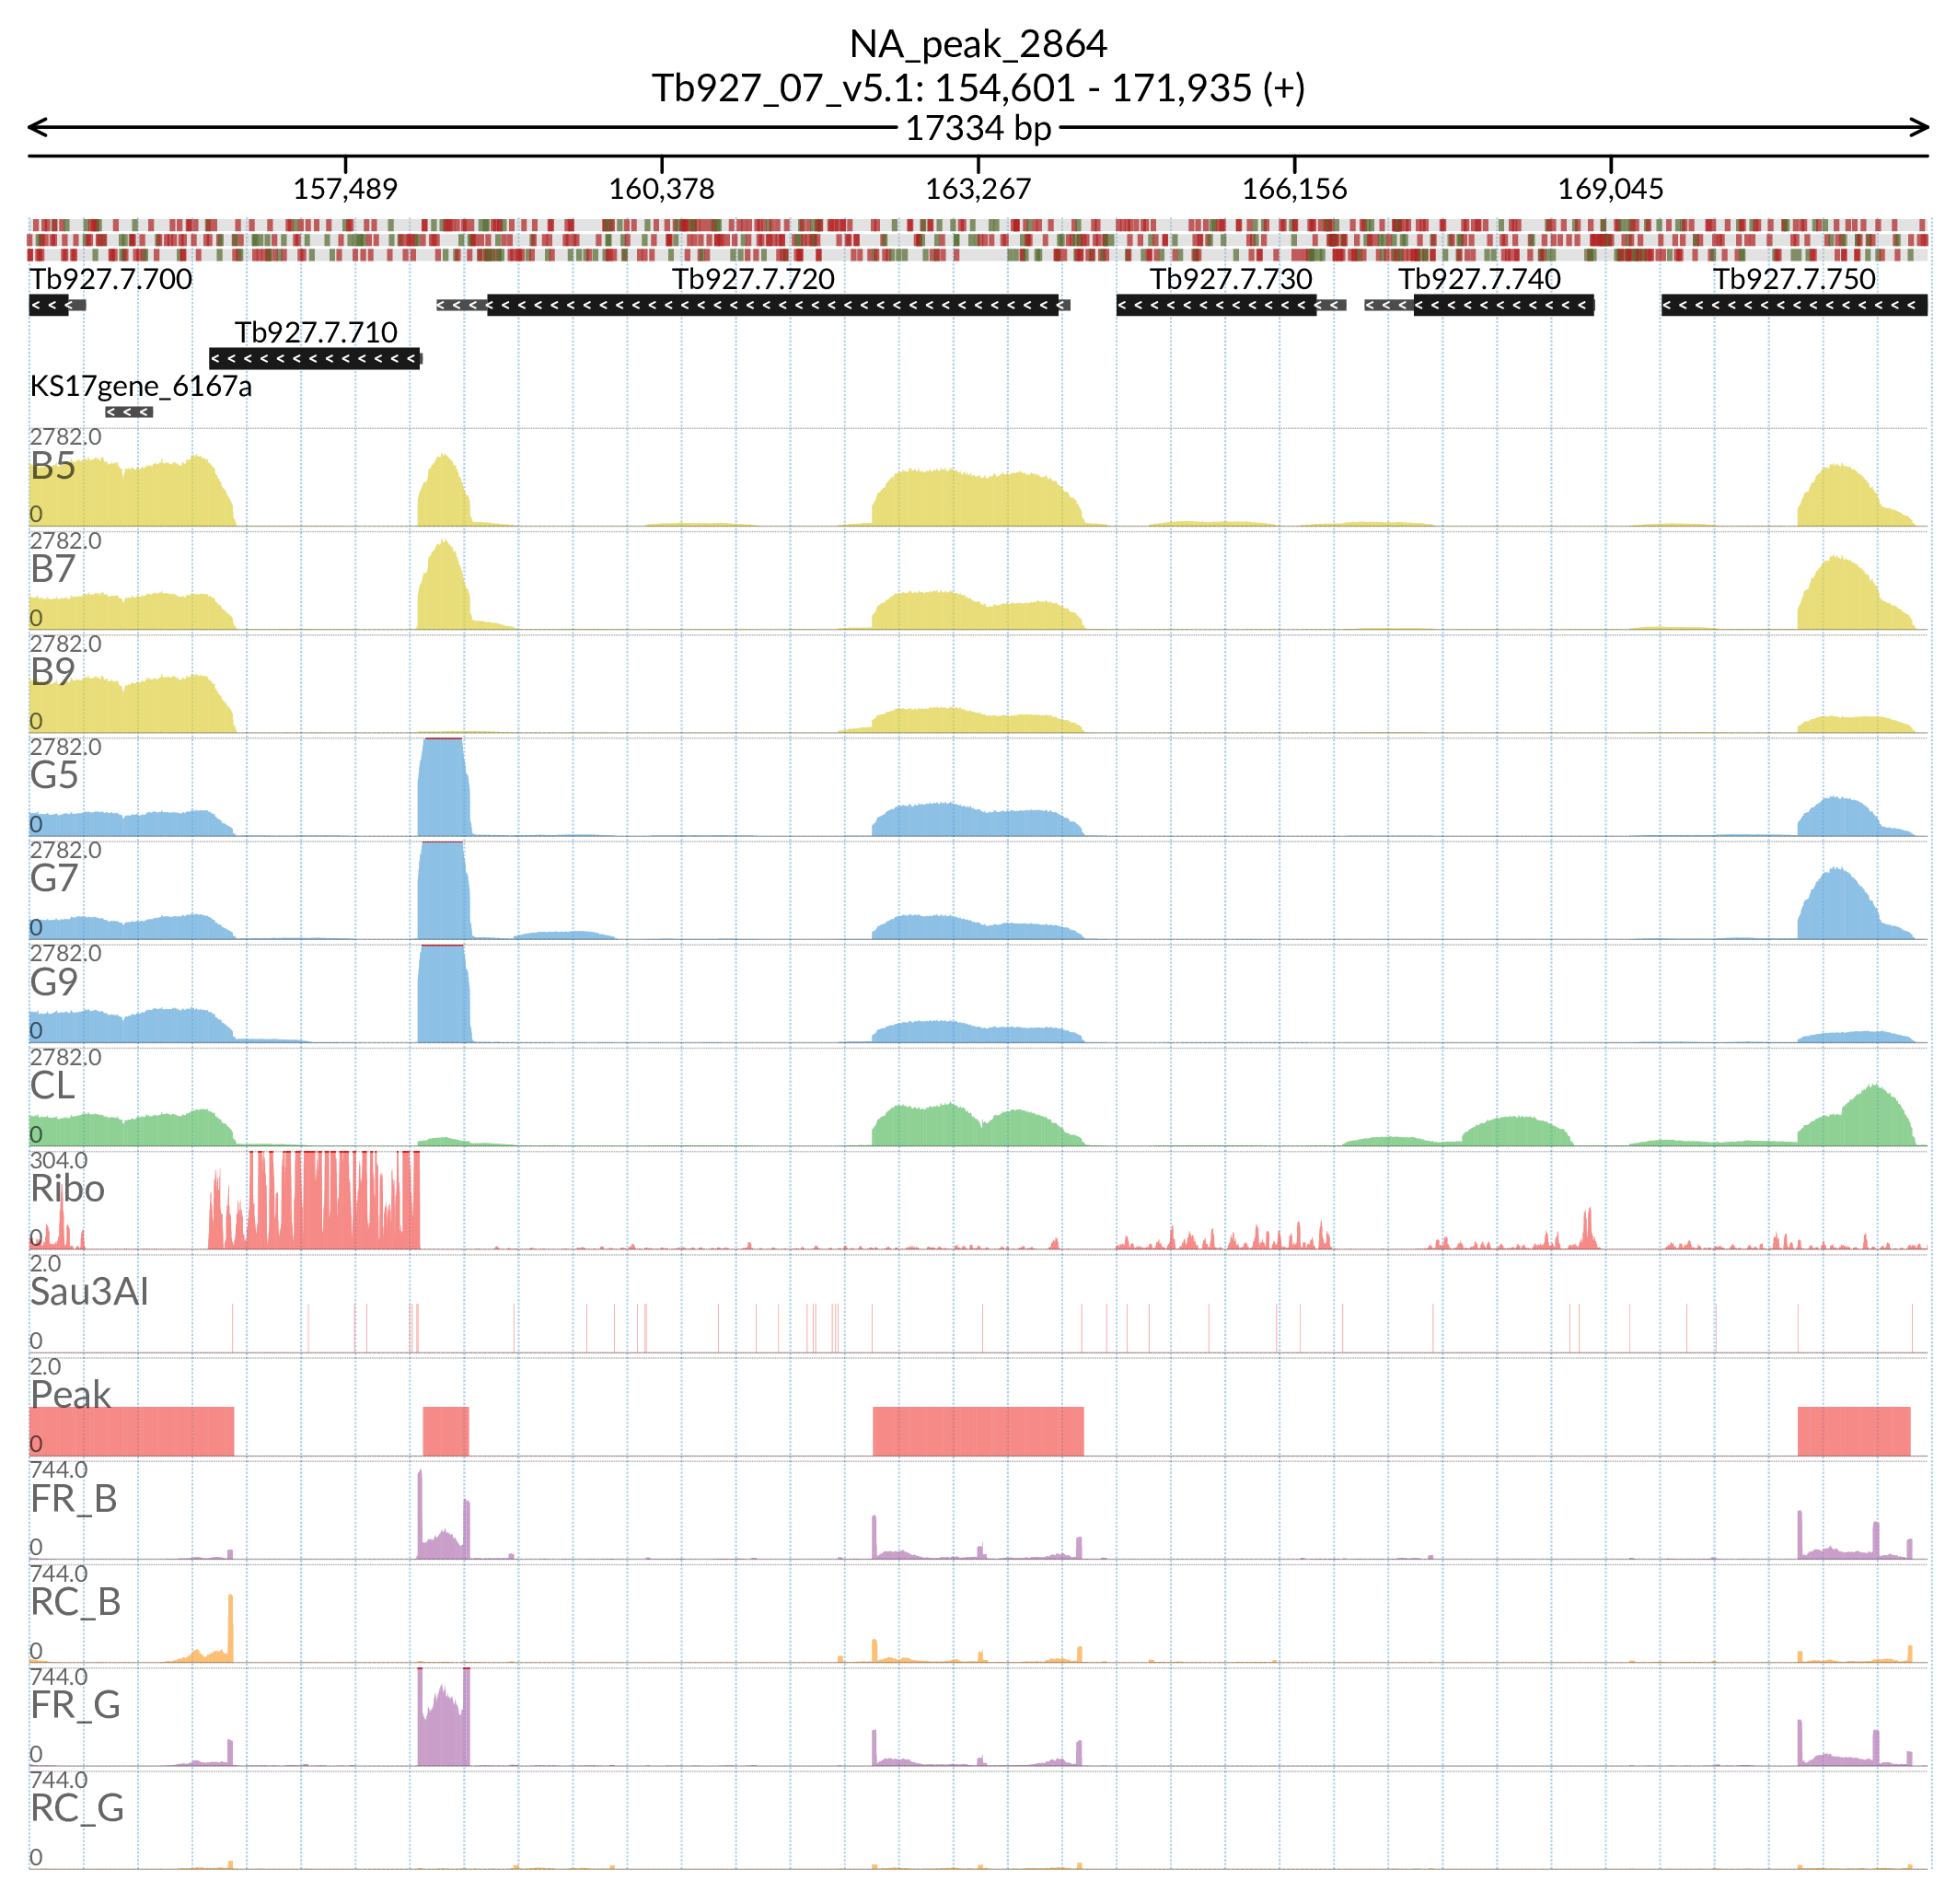 NA_peak_2864
Tb927_07_v5.1: 154,601 - 171,935 (+)
17334 bp
157,489 160,378 163,267 166,156 169,045
Tb927.7.700 Tb927.7.720 Tb927.7.730 Tb927.7.740 Tb927.7.750
Tb927.7.710
KS17gene_6167a
2782.0
B5
0
2782.0
B7
0
2782.0
B9
0
2782.0
G5
0
2782.0
G7
0
2782.0
G9
0
2782.0
CL
0
304.0
Ribo
0
2.0
Sau3AI
0
2.0
Peak
0
744.0
FR_B
0
744.0
RC_B
0
744.0
FR_G
0
744.0
RC_G
0